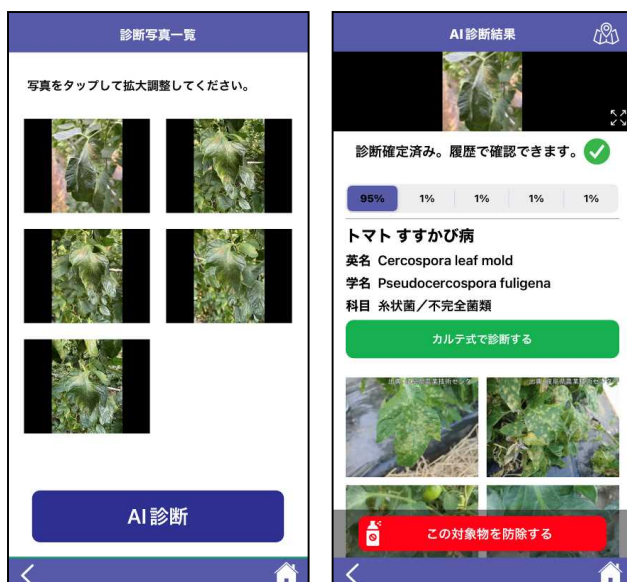 診断写真一覧
写真をタップして拡大調整してください。
AI診断
AI診断結果
診断確定済み。履歴で確認できます。
95% 1% 1% 1% 1%
トマト すすかび病
英名 Cercospora leaf mold
学名 Pseudocercospora fuligena
科目 糸状菌／不完全菌類
カルテ式で診断する
この対象物を防除する